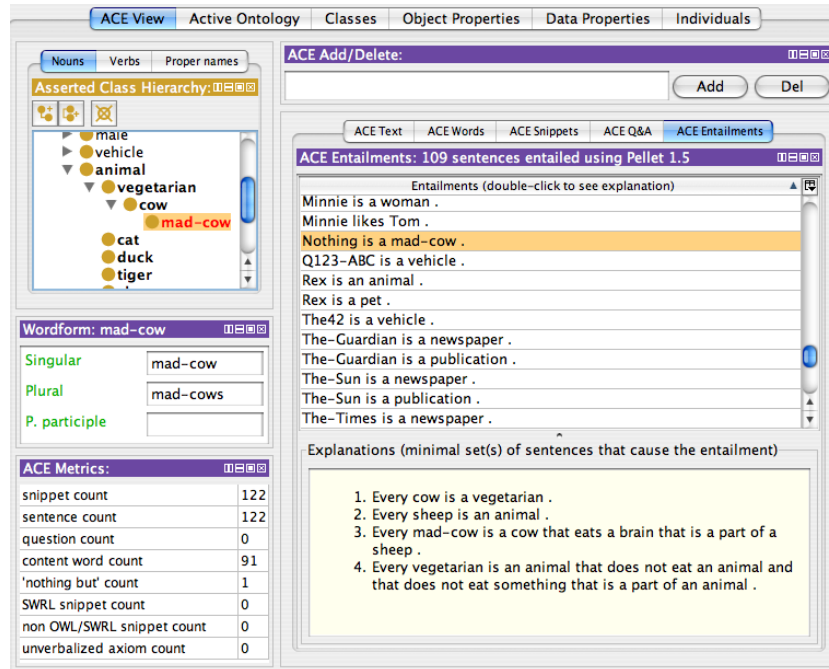 ACE View Active Ontology Classes Object Properties Data Properties Individuals
Nouns Verbs Proper names
Asserted Class Hierarchy:
male
vehicle
animal
vegetarian
cow
mad-cow
cat
duck
tiger
Wordform: mad-cow
Singular mad-cow
Plural mad-cows
P. participle
ACE Metrics:
snippet count 122
sentence count 122
question count 0
content word count 91
'nothing but' count 1
SWRL snippet count 0
non OWL/SWRL snippet count 0
unverbalized axiom count 0
ACE Add/Delete:
Add Del
ACE Text ACE Words ACE Snippets ACE Q&A ACE Entailments
ACE Entailments: 109 sentences entailed using Pellet 1.5
Entailments (double-click to see explanation)
Minnie is a woman .
Minnie likes Tom .
Nothing is a mad-cow .
Q123-ABC is a vehicle .
Rex is an animal .
Rex is a pet .
The42 is a vehicle .
The-Guardian is a newspaper .
The-Guardian is a publication .
The-Sun is a newspaper .
The-Sun is a publication .
The-Times is a newspaper .
Explanations (minimal set(s) of sentences that cause the entailment)
1. Every cow is a vegetarian .
2. Every sheep is an animal .
3. Every mad-cow is a cow that eats a brain that is a part of a
sheep .
4. Every vegetarian is an animal that does not eat an animal and
that does not eat something that is a part of an animal .